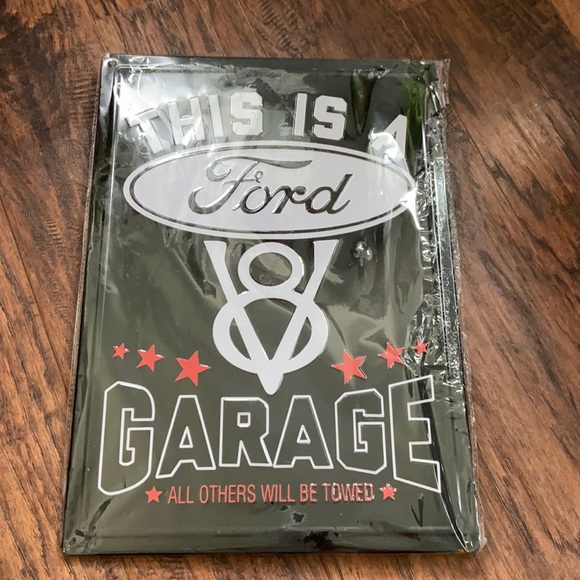 THIS IS A
Ford
V8
GARAGE
ALL OTHERS WILL BE TOWED